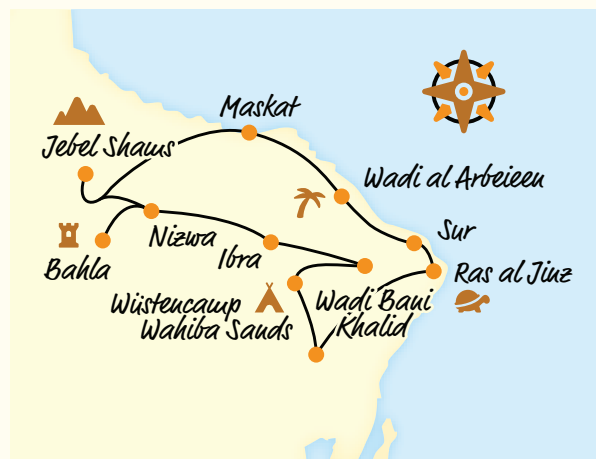 Maskat
Jebel Shams
Wadi al Arbeieen
Sur
Nizwa
Ibra
Bahla
Ras al Jinz
Wüstencamp
Wahiba Sands
Wadi Bani
Khalid